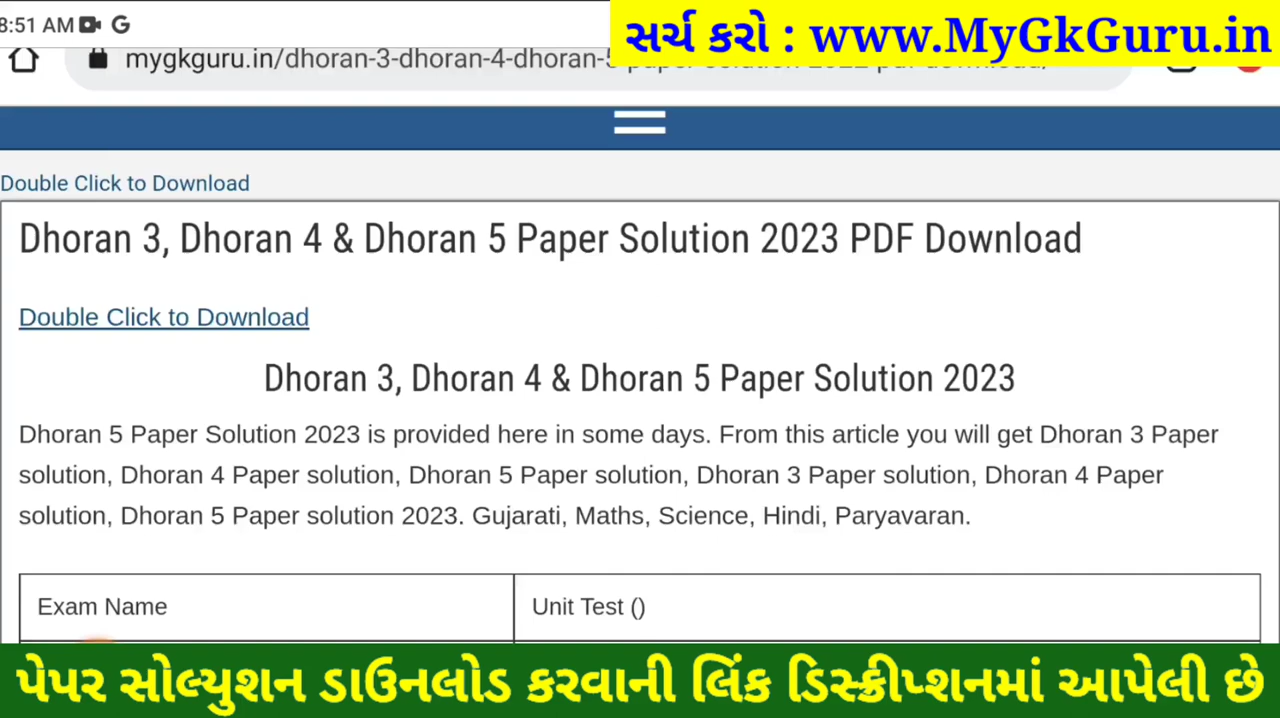 8:51 AM
સર્ચ કરો : www.MyGkGuru.in
mygkguru.in/dhoran-3-dhoran-4-dhoran-5-paper-solution-2022-pdf-download/
Double Click to Download
Dhoran 3, Dhoran 4 & Dhoran 5 Paper Solution 2023 PDF Download
Double Click to Download
Dhoran 3, Dhoran 4 & Dhoran 5 Paper Solution 2023
Dhoran 5 Paper Solution 2023 is provided here in some days. From this article you will get Dhoran 3 Paper
solution, Dhoran 4 Paper solution, Dhoran 5 Paper solution, Dhoran 3 Paper solution, Dhoran 4 Paper
solution, Dhoran 5 Paper solution 2023. Gujarati, Maths, Science, Hindi, Paryavaran.
Exam Name
Unit Test ()
પેપર સોલ્યુશન ડાઉનલોડ કરવાની લિંક ડિસ્ક્રીપ્શનમાં આપેલી છે